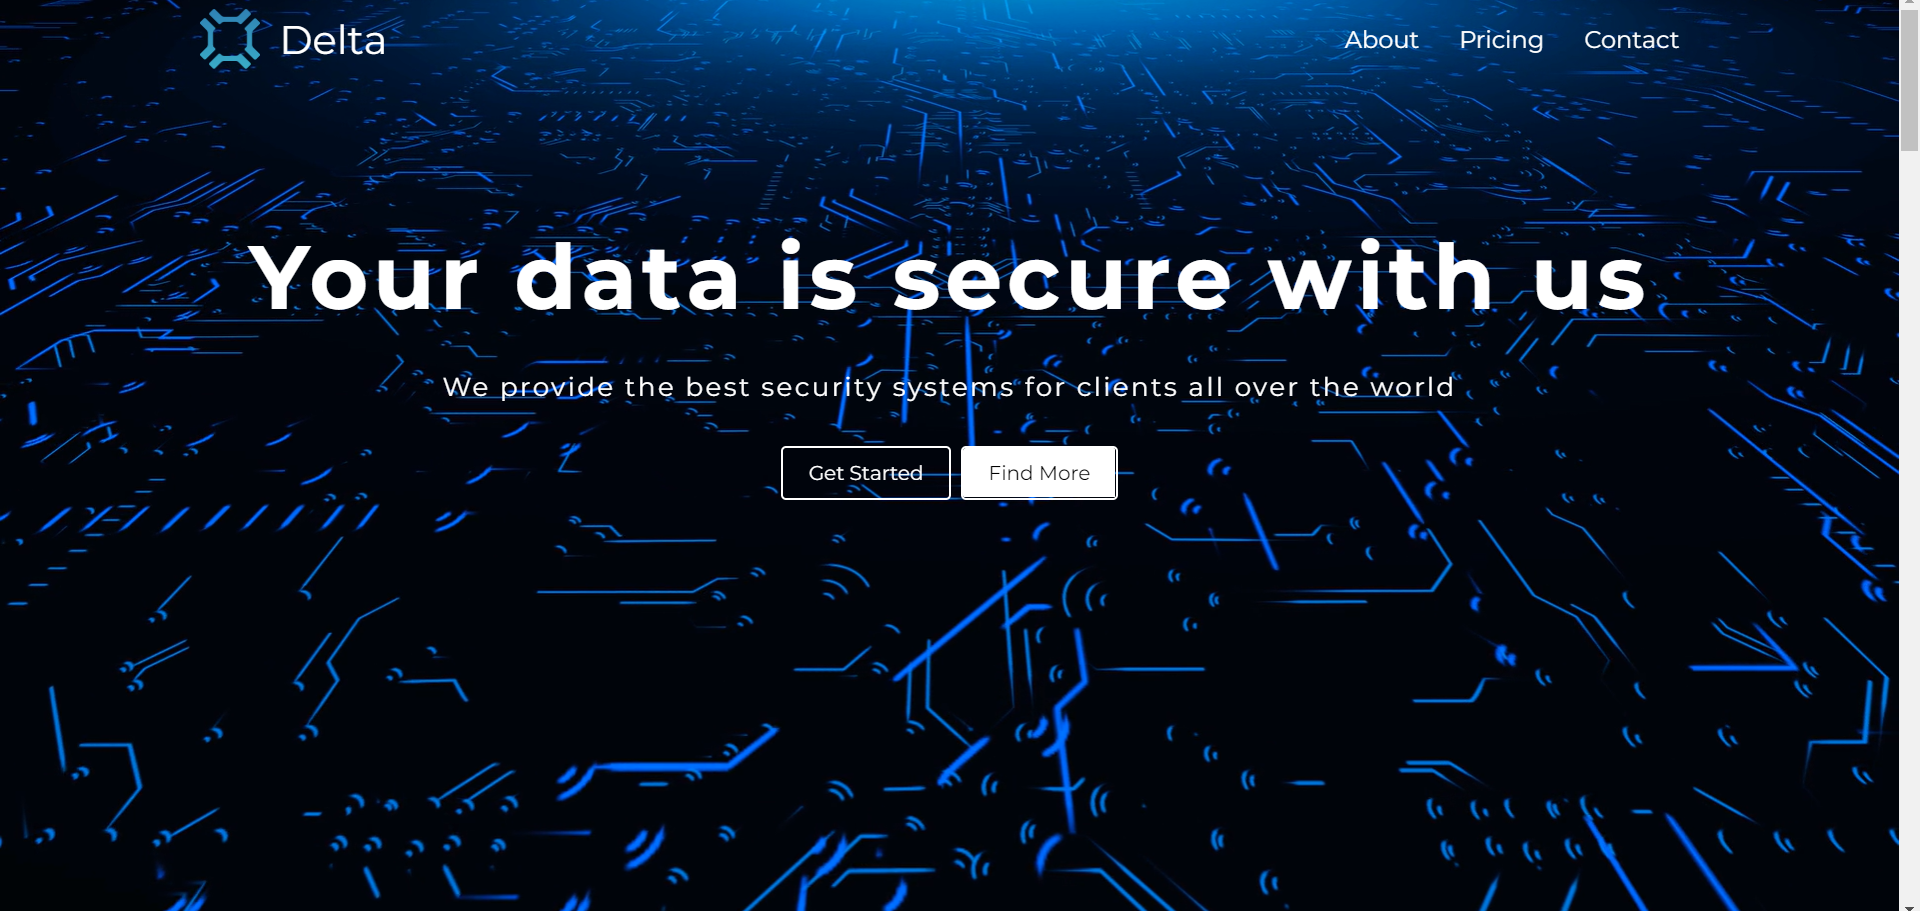 Delta
About Pricing Contact
Your data is secure with us
We provide the best security systems for clients all over the world
Get Started Find More